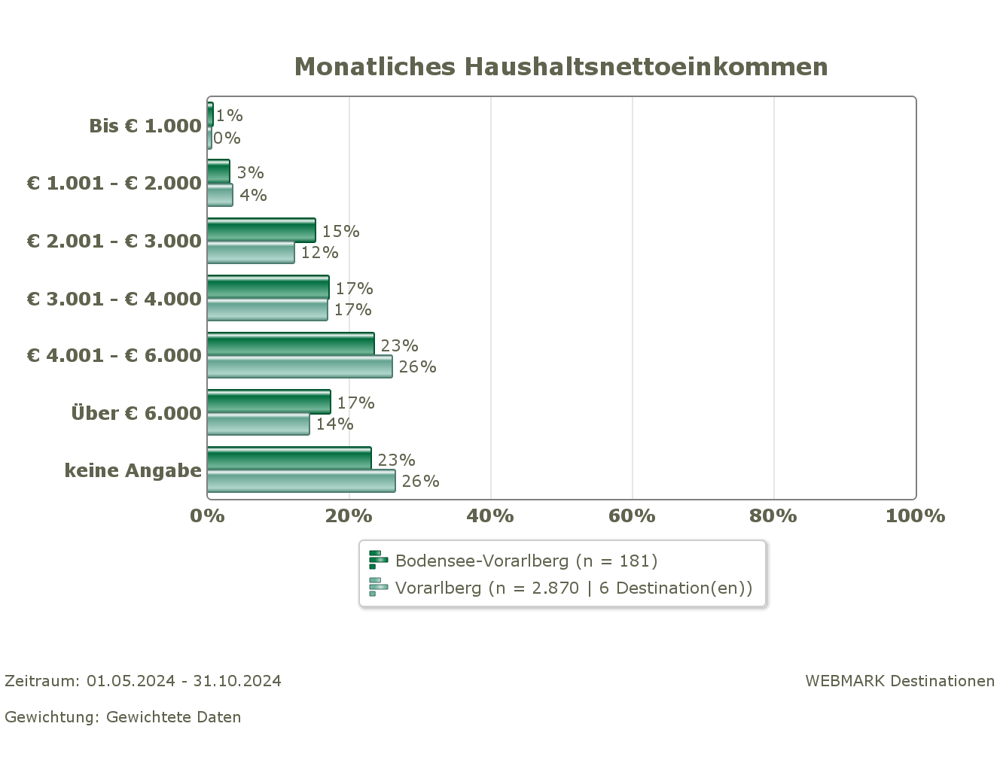 Monatliches Haushaltsnettoeinkommen
Bis € 1.000
1%
0%
€ 1.001 - € 2.000
3%
4%
€ 2.001 - € 3.000
15%
12%
€ 3.001 - € 4.000
17%
17%
€ 4.001 - € 6.000
23%
26%
Über € 6.000
17%
14%
keine Angabe
23%
26%
0% 20% 40% 60% 80% 100%
Bodensee-Vorarlberg (n = 181)
Vorarlberg (n = 2.870 | 6 Destination(en))
Zeitraum: 01.05.2024 - 31.10.2024 WEBMARK Destinationen
Gewichtung: Gewichtete Daten